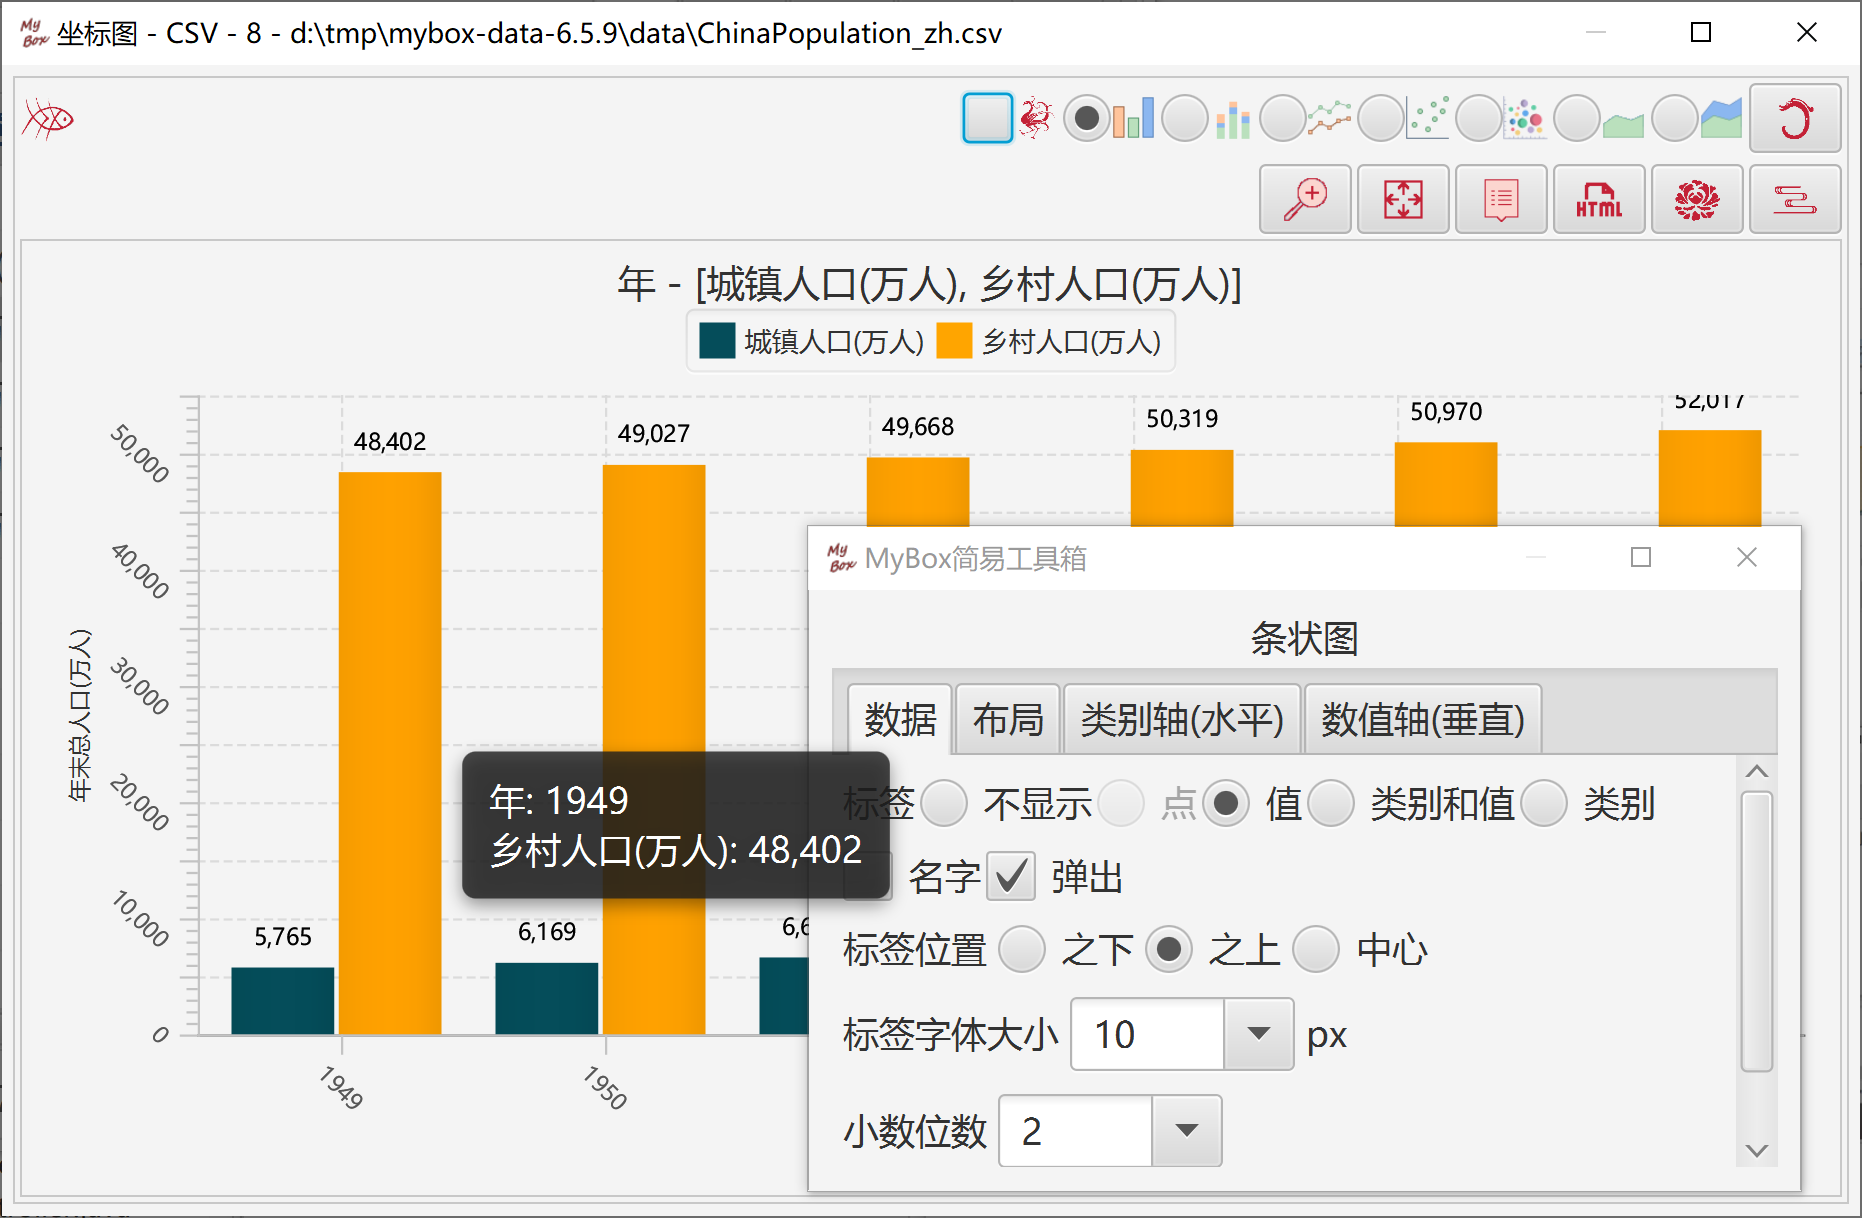 My Box 坐标图 - CSV - 8 - d:\tmp\mybox-data-6.5.9\data\ChinaPopulation_zh.csv
HTML
年 - [城镇人口(万人), 乡村人口(万人)]
城镇人口(万人) 乡村人口(万人)
50,000
40,000
30,000
20,000
10,000
0
年末总人口(万人)
48,402
49,027
49,668
50,319
50,970
52,017
5,765
6,169
1949
1950
年: 1949
乡村人口(万人): 48,402
My Box MyBox简易工具箱
条状图
数据 布局 类别轴(水平) 数值轴(垂直)
标签 不显示 点 值 类别和值 类别
名字 弹出
标签位置 之下 之上 中心
标签字体大小 10 px
小数位数 2